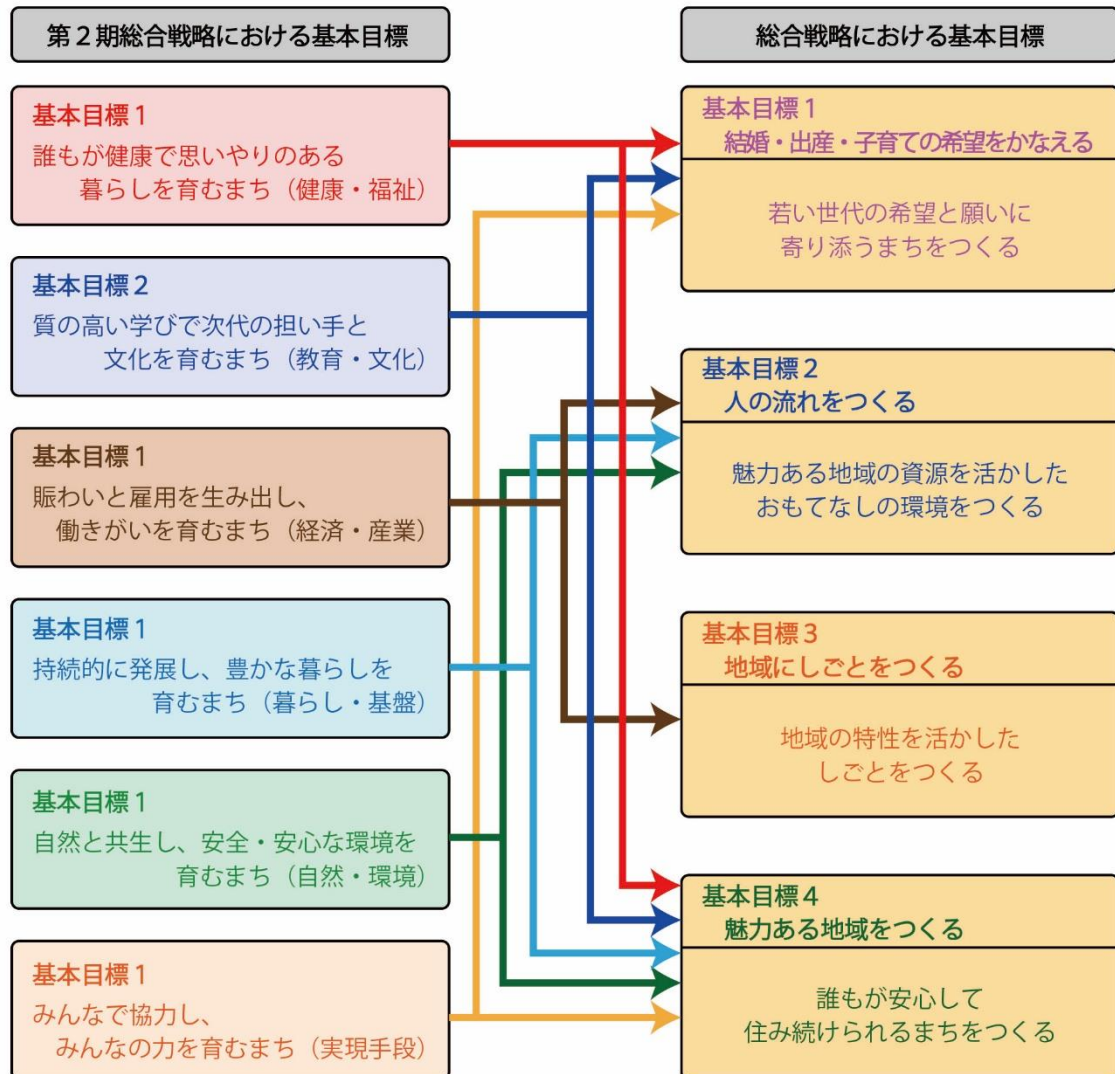 第2期総合戦略における基本目標
基本目標1
誰もが健康で思いやりのある
暮らしを育むまち（健康・福祉）
基本目標2
質の高い学びで次代の担い手と
文化を育むまち（教育・文化）
基本目標1
賑わいと雇用を生み出し、
働きがいを育むまち（経済・産業）
基本目標1
持続的に発展し、豊かな暮らしを
育むまち（暮らし・基盤）
基本目標1
自然と共生し、安全・安心な環境を
育むまち（自然・環境）
基本目標1
みんなで協力し、
みんなの力を育むまち（実現手段）
総合戦略における基本目標
基本目標1
結婚・出産・子育ての希望をかなえる
若い世代の希望と願いに
寄り添うまちをつくる
基本目標2
人の流れをつくる
魅力ある地域の資源を活かした
おもてなしの環境をつくる
基本目標3
地域にしごとをつくる
地域の特性を活かした
しごとをつくる
基本目標4
魅力ある地域をつくる
誰もが安心して
住み続けられるまちをつくる